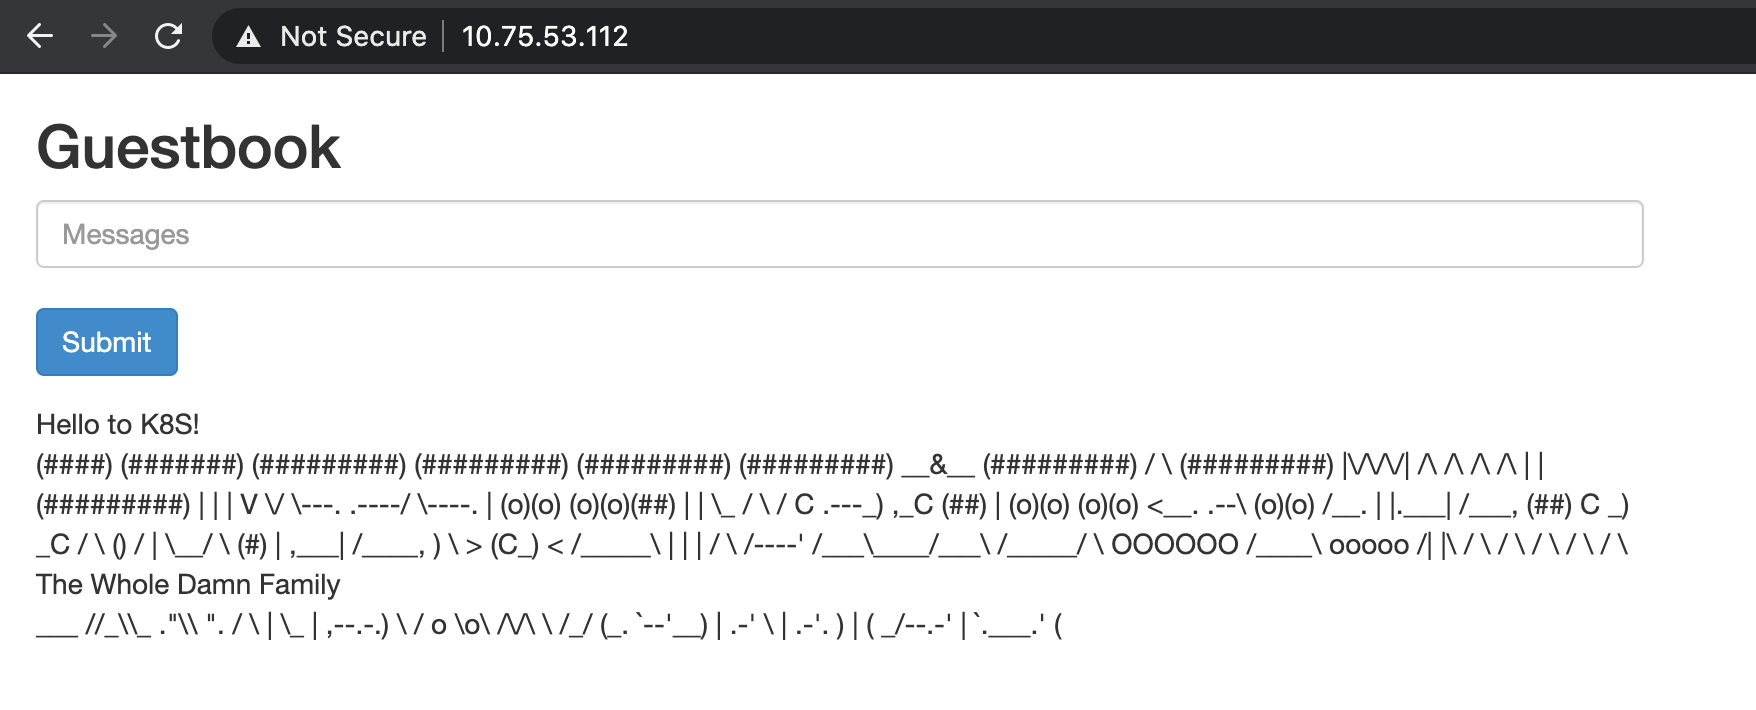 Not Secure | 10.75.53.112
Guestbook
Messages
Submit
Hello to K8S!
(####) (#######) (#########) (#########) (#########) (#########) __&__ (#########) / \ (#########) |\/\/\/| /\ /\ /\ /\ | |
(#########) | | | V \/ \---. .----/ \----. | (o)(o) (o)(o)(##) | | \_ / \ / C .---_) ,_C (##) | (o)(o) (o)(o) <__. .--\ (o)(o) /__. | |.___| /___, (##) C _)
_C / \ () / | \__/ \ (#) | ,___| /____, ) \ > (C_) < /_____\ | | | / \ /----' /___\____/___\ /_____/ \ OOOOOO /____\ ooooo /| |\ / \ / \ / \ / \ / \
The Whole Damn Family
___ //_\\_ ."\\ ". / \ | \_ | ,--.-.) \ / o \o\ /\/\ \ /_/ (_. `--'__) | .-' \ | .-'. ) | ( _/--.-' | `.___.' (